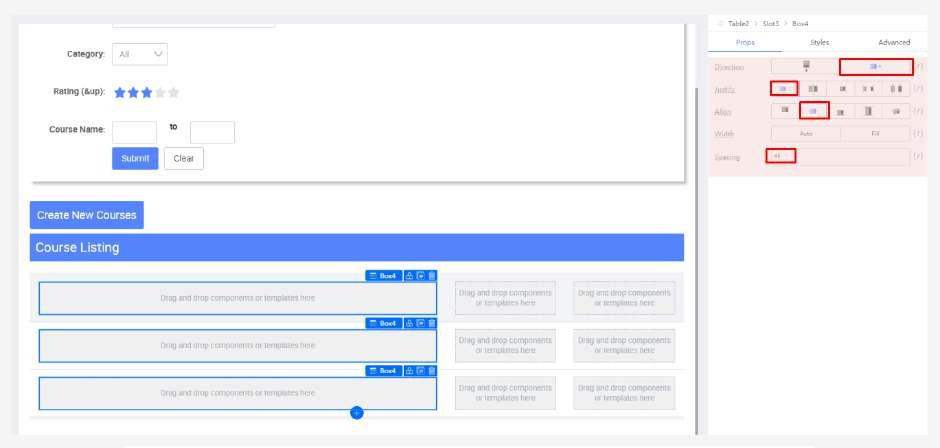 Table2 > Slot3 > Box4
Props Styles Advanced
Category: All
Rating (&up):
Course Name: to
Submit Clear
Create New Courses
Course Listing
Box4
Drag and drop components or templates here
Drag and drop components
or templates here
Drag and drop components
or templates here
Box4
Drag and drop components or templates here
Drag and drop components
or templates here
Drag and drop components
or templates here
Box4
Drag and drop components or templates here
Drag and drop components
or templates here
Drag and drop components
or templates here
Direction
Justify
Align
Width Auto Fill
Spacing